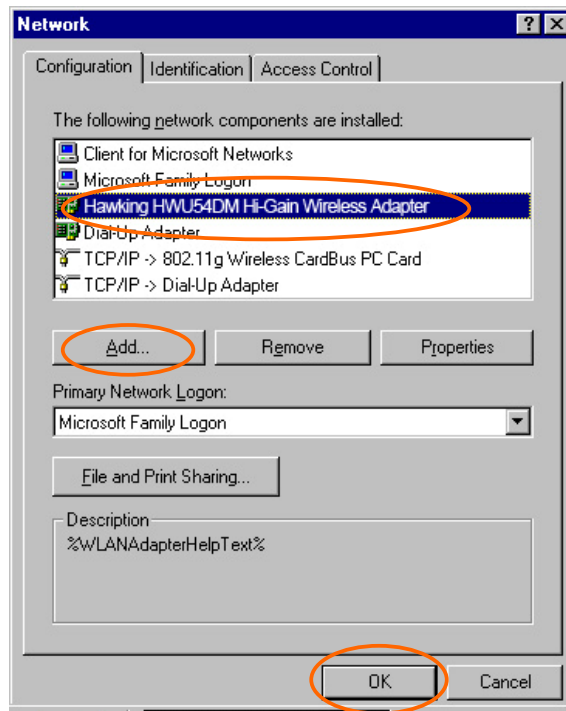 Network
Configuration Identification Access Control
The following network components are installed:
Client for Microsoft Networks
Microsoft Family Logon
Hawking HWU54DM Hi-Gain Wireless Adapter
Dial-Up Adapter
TCP/IP -> 802.11g Wireless CardBus PC Card
TCP/IP -> Dial-Up Adapter
Add... Remove Properties
Primary Network Logon:
Microsoft Family Logon
File and Print Sharing...
Description
%WLANAdapterHelpText%
OK Cancel